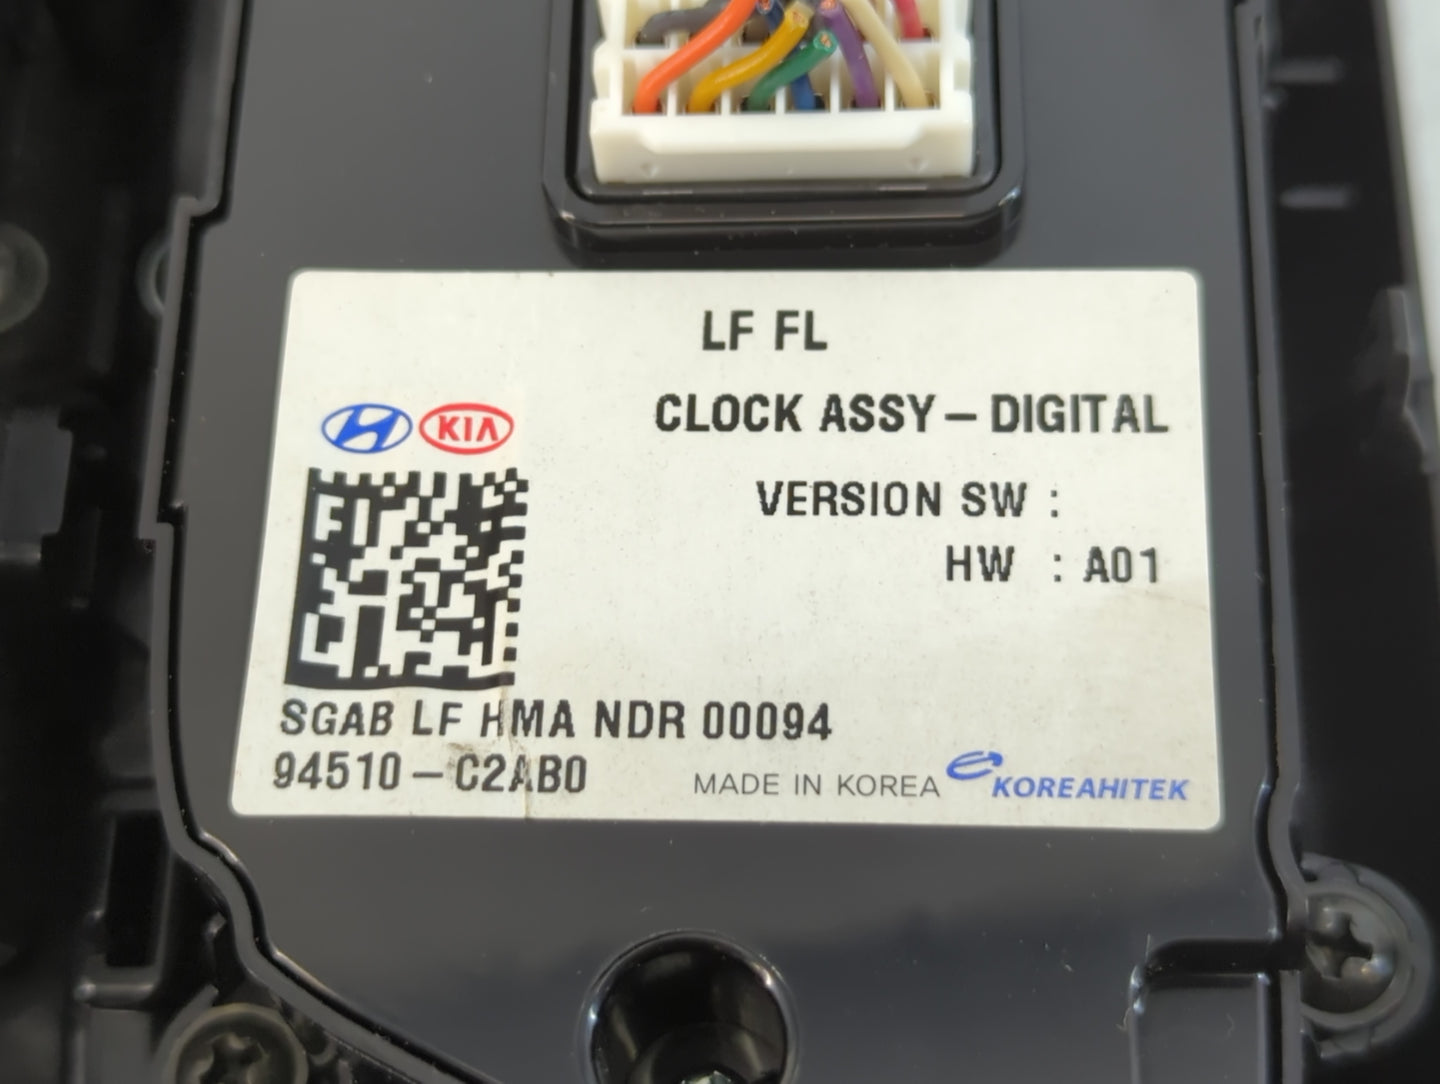 LF FL
KIA
CLOCK ASSY - DIGITAL
VERSION SW :
HW : A01
SGAB LF HMA NDR 00094
94510 - C2AB0
MADE IN KOREA KOREAHITEK